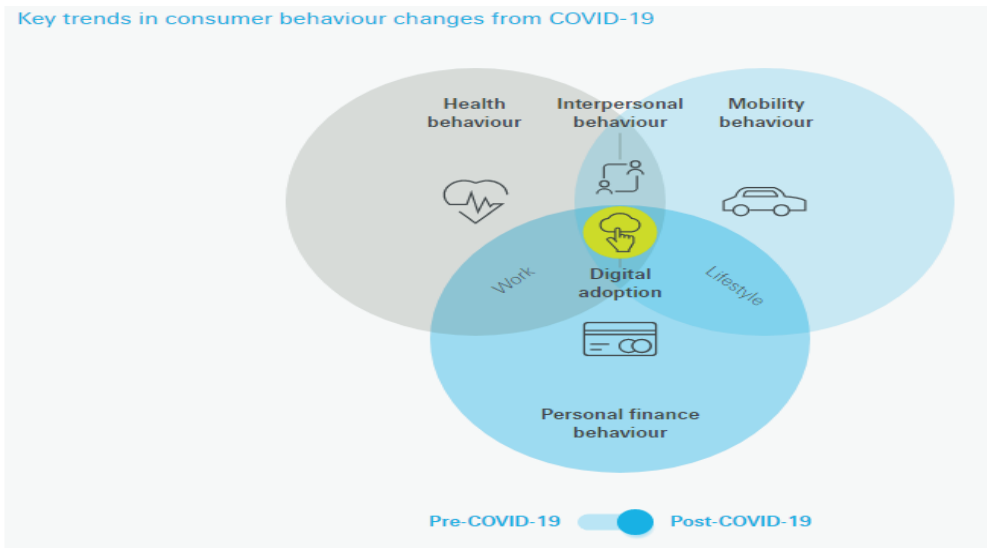 Key trends in consumer behaviour changes from COVID-19
Health
behaviour
Interpersonal
behaviour
Mobility
behaviour
Work
Digital
adoption
Lifestyle
Personal finance
behaviour
Pre-COVID-19
Post-COVID-19